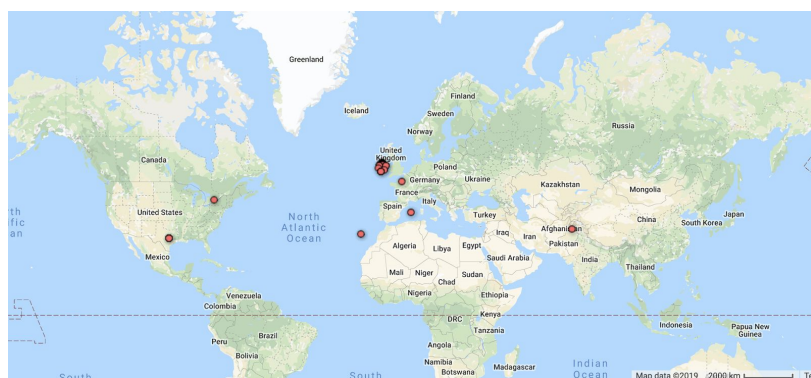 Greenland
Iceland
Finland
Sweden
Norway
Russia
United
Kingdom
Canada
Poland
Germany
Ukraine
Kazakhstan
Mongolia
France
Italy
Spain
Turkey
United States
North
Atlantic
Ocean
China
Japan
South Korea
Iraq
Iran
Afghanistan
Pakistan
Algeria
Libya
Egypt
Saudi Arabia
India
Mexico
Mali
Niger
Chad
Sudan
Thailand
Nigeria
Ethiopia
Venezuela
Colombia
Kenya
DRC
Tanzania
Indonesia
Papua New
Guinea
Brazil
Peru
Bolivia
Angola
Namibia
Botswana
Madagascar
Indian
Ocean
South
South
Map data ©2019
2000 km